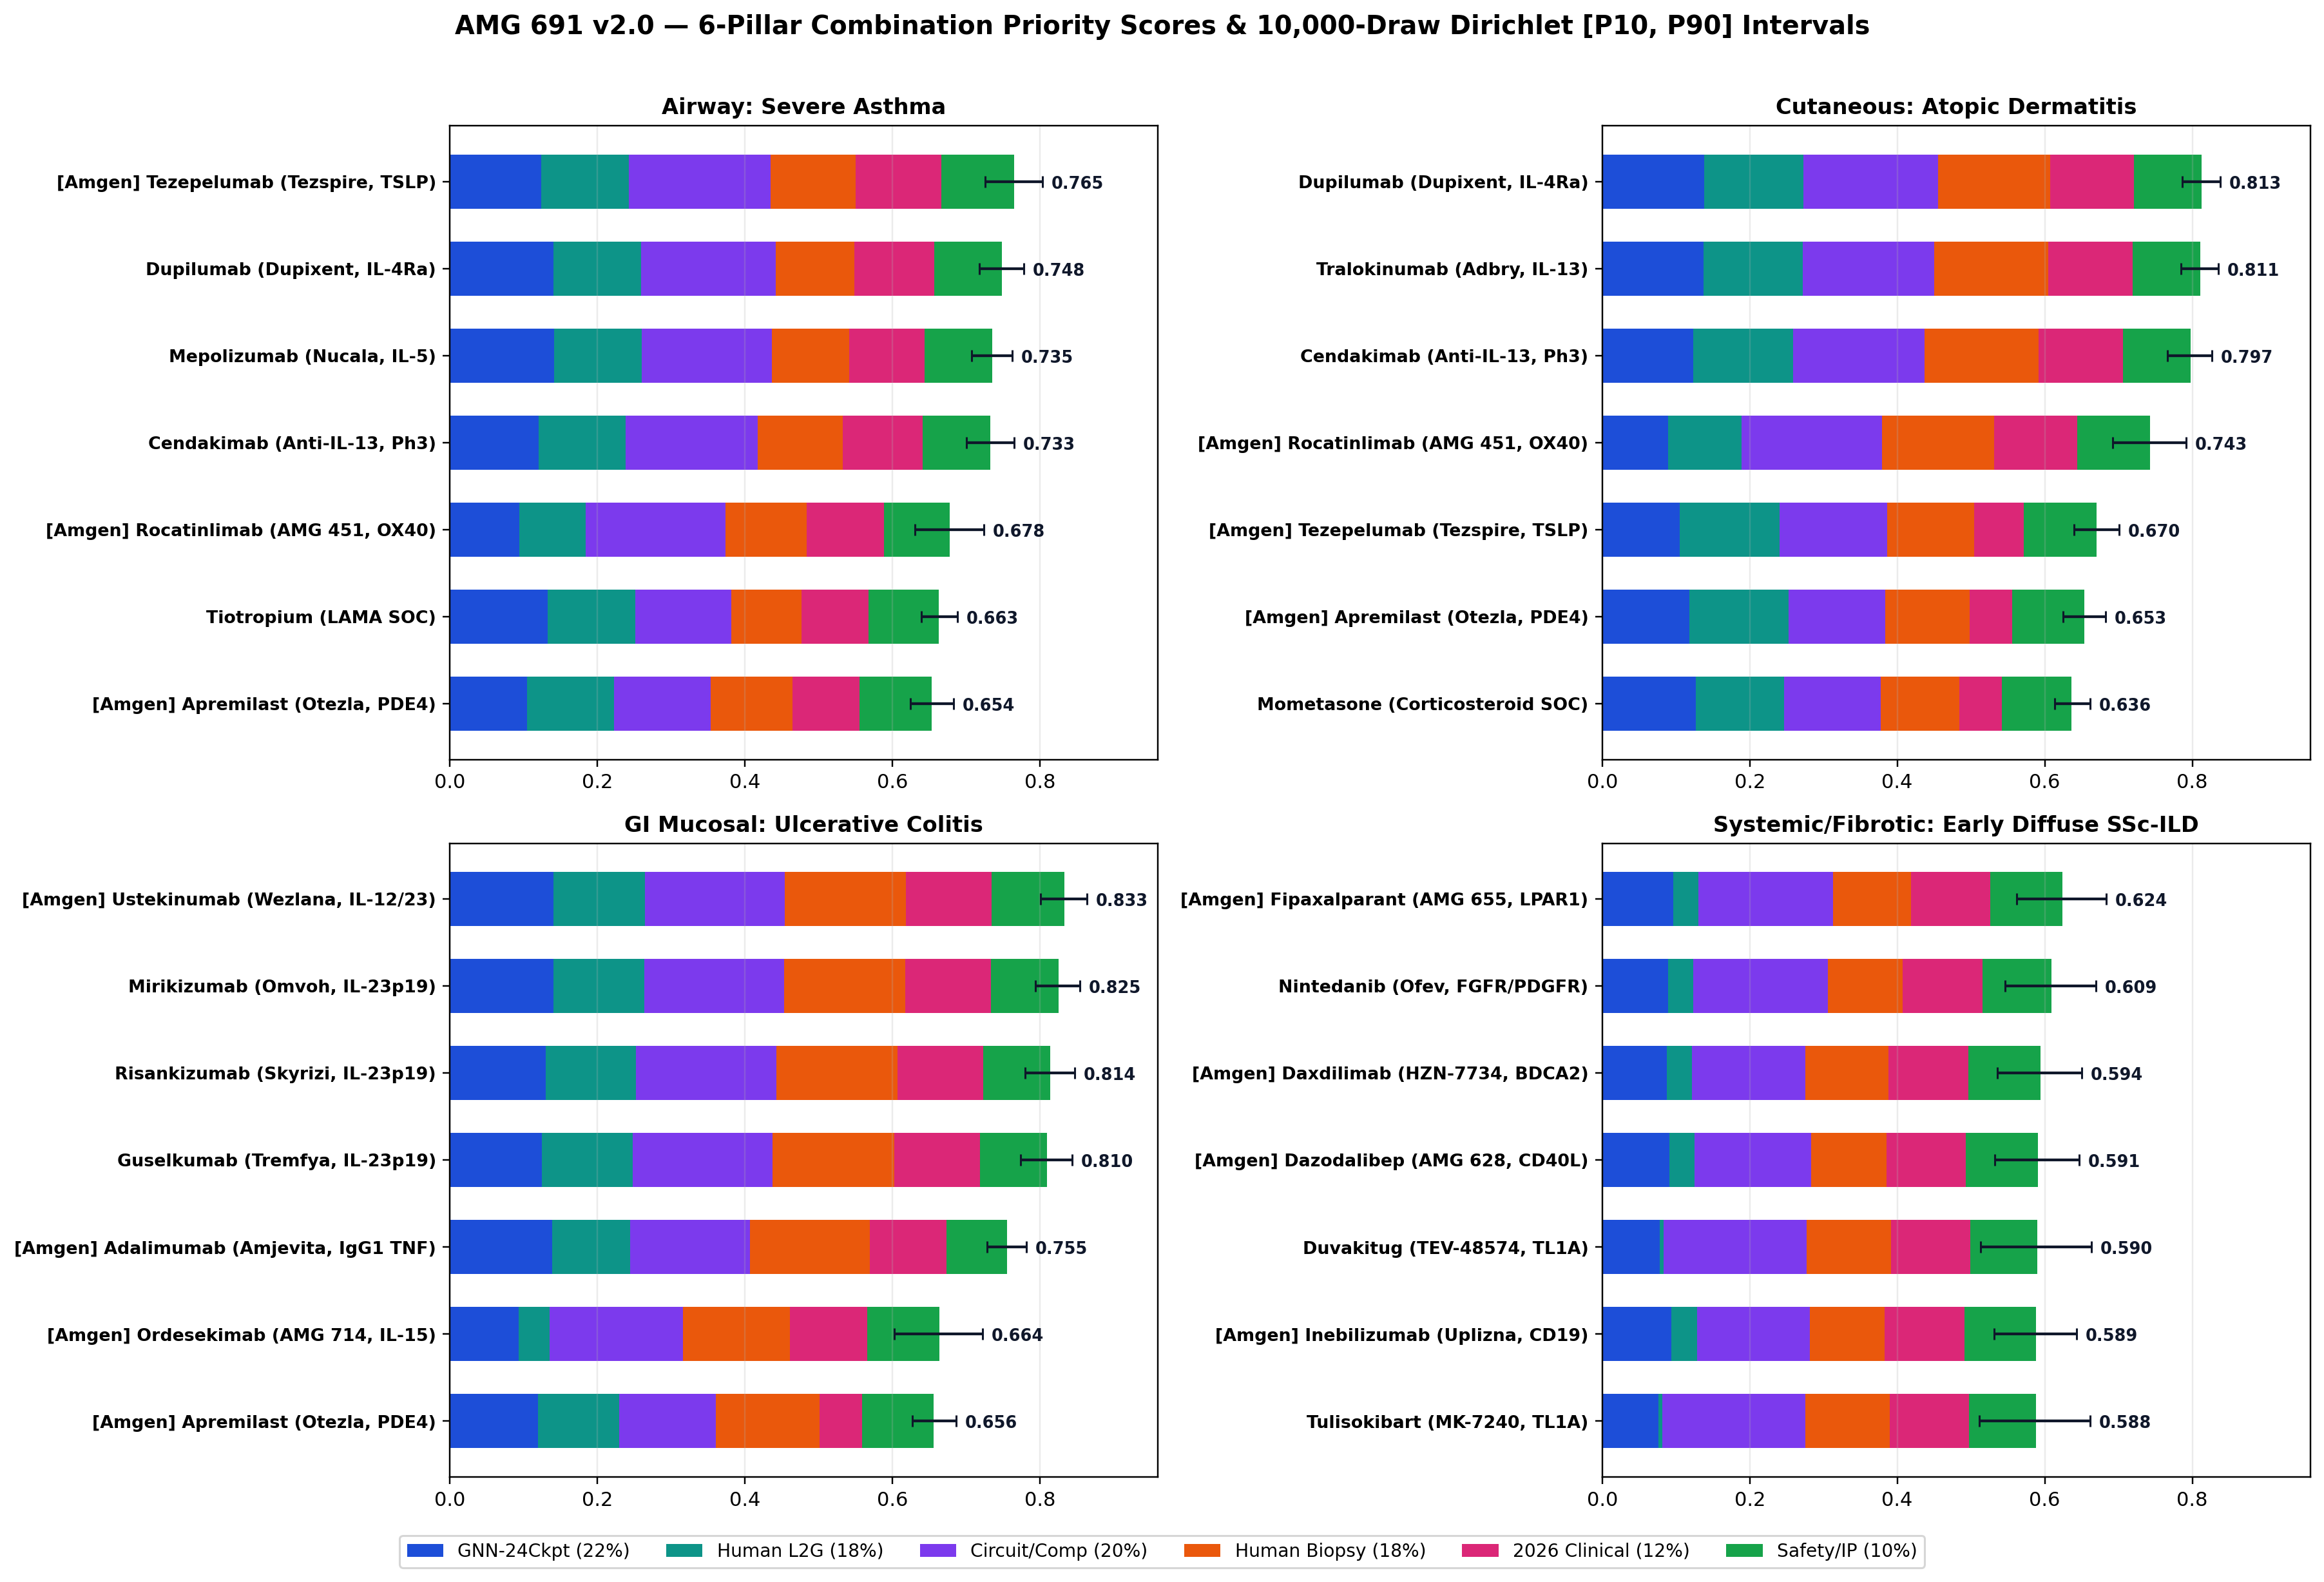 AMG 691 v2.0 — 6-Pillar Combination Priority Scores & 10,000-Draw Dirichlet [P10, P90] Intervals
Airway: Severe Asthma
[Amgen] Tezepelumab (Tezspire, TSLP) 0.765
Dupilumab (Dupixent, IL-4Ra) 0.748
Mepolizumab (Nucala, IL-5) 0.735
Cendakimab (Anti-IL-13, Ph3) 0.733
[Amgen] Rocatinlimab (AMG 451, OX40) 0.678
Tiotropium (LAMA SOC) 0.663
[Amgen] Apremilast (Otezla, PDE4) 0.654
0.0 0.2 0.4 0.6 0.8
Cutaneous: Atopic Dermatitis
Dupilumab (Dupixent, IL-4Ra) 0.813
Tralokinumab (Adbry, IL-13) 0.811
Cendakimab (Anti-IL-13, Ph3) 0.797
[Amgen] Rocatinlimab (AMG 451, OX40) 0.743
[Amgen] Tezepelumab (Tezspire, TSLP) 0.670
[Amgen] Apremilast (Otezla, PDE4) 0.653
Mometasone (Corticosteroid SOC) 0.636
0.0 0.2 0.4 0.6 0.8
GI Mucosal: Ulcerative Colitis
[Amgen] Ustekinumab (Wezlana, IL-12/23) 0.833
Mirikizumab (Omvoh, IL-23p19) 0.825
Risankizumab (Skyrizi, IL-23p19) 0.814
Guselkumab (Tremfya, IL-23p19) 0.810
[Amgen] Adalimumab (Amjevita, IgG1 TNF) 0.755
[Amgen] Ordesekimab (AMG 714, IL-15) 0.664
[Amgen] Apremilast (Otezla, PDE4) 0.656
0.0 0.2 0.4 0.6 0.8
Systemic/Fibrotic: Early Diffuse SSc-ILD
[Amgen] Fipaxalparant (AMG 655, LPAR1) 0.624
Nintedanib (Ofev, FGFR/PDGFR) 0.609
[Amgen] Daxdilimab (HZN-7734, BDCA2) 0.594
[Amgen] Dazodalibep (AMG 628, CD40L) 0.591
Duvakitug (TEV-48574, TL1A) 0.590
[Amgen] Inebilizumab (Uplizna, CD19) 0.589
Tulisokibart (MK-7240, TL1A) 0.588
0.0 0.2 0.4 0.6 0.8
GNN-24Ckpt (22%) Human L2G (18%) Circuit/Comp (20%) Human Biopsy (18%) 2026 Clinical (12%) Safety/IP (10%)